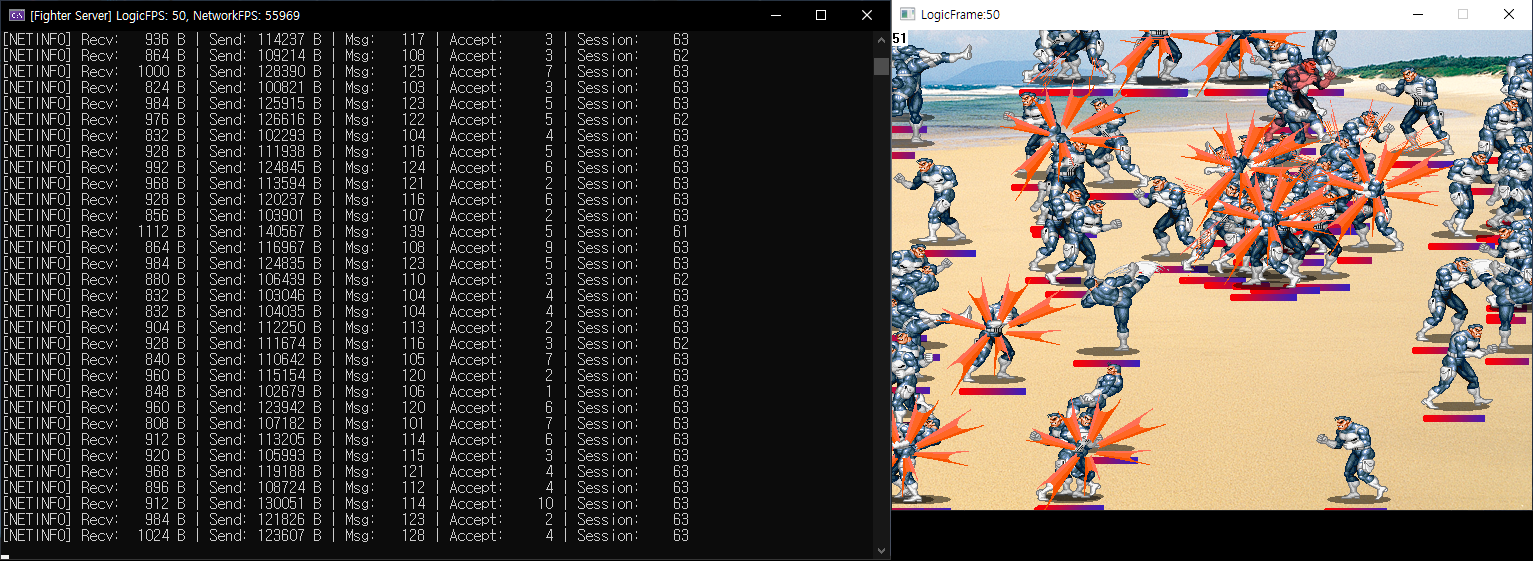 [Fighter Server] LogicFPS: 50, NetworkFPS: 55969
[NETINFO] Recv: 936 B | Send: 114237 B | Msg: 117 | Accept: 3 | Session: 63
[NETINFO] Recv: 864 B | Send: 109214 B | Msg: 108 | Accept: 3 | Session: 62
[NETINFO] Recv: 1000 B | Send: 128390 B | Msg: 125 | Accept: 7 | Session: 63
[NETINFO] Recv: 824 B | Send: 100821 B | Msg: 103 | Accept: 3 | Session: 63
[NETINFO] Recv: 984 B | Send: 125915 B | Msg: 123 | Accept: 5 | Session: 63
[NETINFO] Recv: 976 B | Send: 126616 B | Msg: 122 | Accept: 5 | Session: 62
[NETINFO] Recv: 832 B | Send: 102293 B | Msg: 104 | Accept: 4 | Session: 63
[NETINFO] Recv: 928 B | Send: 111938 B | Msg: 116 | Accept: 5 | Session: 63
[NETINFO] Recv: 992 B | Send: 124845 B | Msg: 124 | Accept: 6 | Session: 63
[NETINFO] Recv: 968 B | Send: 113594 B | Msg: 121 | Accept: 2 | Session: 63
[NETINFO] Recv: 928 B | Send: 120237 B | Msg: 116 | Accept: 6 | Session: 63
[NETINFO] Recv: 856 B | Send: 103901 B | Msg: 107 | Accept: 2 | Session: 63
[NETINFO] Recv: 1112 B | Send: 140567 B | Msg: 139 | Accept: 5 | Session: 61
[NETINFO] Recv: 864 B | Send: 116967 B | Msg: 108 | Accept: 9 | Session: 63
[NETINFO] Recv: 984 B | Send: 124835 B | Msg: 123 | Accept: 5 | Session: 63
[NETINFO] Recv: 880 B | Send: 106439 B | Msg: 110 | Accept: 3 | Session: 62
[NETINFO] Recv: 832 B | Send: 103046 B | Msg: 104 | Accept: 4 | Session: 63
[NETINFO] Recv: 832 B | Send: 104035 B | Msg: 104 | Accept: 4 | Session: 63
[NETINFO] Recv: 904 B | Send: 112250 B | Msg: 113 | Accept: 2 | Session: 63
[NETINFO] Recv: 928 B | Send: 111674 B | Msg: 116 | Accept: 3 | Session: 62
[NETINFO] Recv: 840 B | Send: 110642 B | Msg: 105 | Accept: 7 | Session: 63
[NETINFO] Recv: 960 B | Send: 115154 B | Msg: 120 | Accept: 2 | Session: 63
[NETINFO] Recv: 848 B | Send: 102679 B | Msg: 106 | Accept: 1 | Session: 63
[NETINFO] Recv: 960 B | Send: 123942 B | Msg: 120 | Accept: 6 | Session: 63
[NETINFO] Recv: 808 B | Send: 107182 B | Msg: 101 | Accept: 7 | Session: 63
[NETINFO] Recv: 912 B | Send: 113205 B | Msg: 114 | Accept: 6 | Session: 63
[NETINFO] Recv: 920 B | Send: 105993 B | Msg: 115 | Accept: 3 | Session: 63
[NETINFO] Recv: 968 B | Send: 119188 B | Msg: 121 | Accept: 4 | Session: 63
[NETINFO] Recv: 896 B | Send: 108724 B | Msg: 112 | Accept: 4 | Session: 63
[NETINFO] Recv: 912 B | Send: 130051 B | Msg: 114 | Accept: 10 | Session: 63
[NETINFO] Recv: 984 B | Send: 121826 B | Msg: 123 | Accept: 2 | Session: 63
[NETINFO] Recv: 1024 B | Send: 123607 B | Msg: 128 | Accept: 4 | Session: 63
LogicFrame:50
51